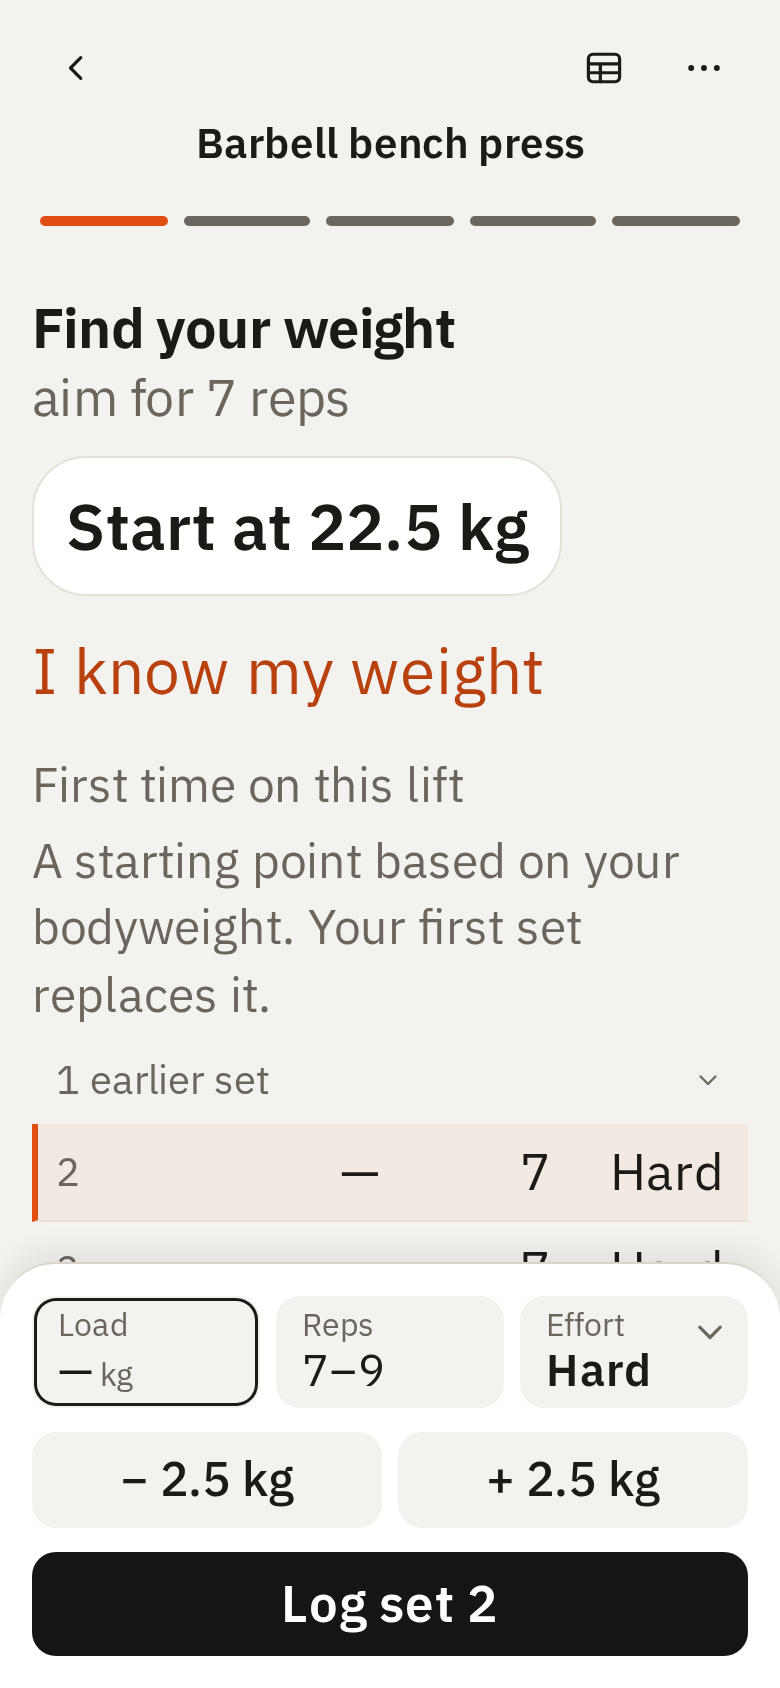 Barbell bench press
Find your weight
aim for 7 reps
Start at 22.5 kg
I know my weight
First time on this lift
A starting point based on your
bodyweight. Your first set
replaces it.
1 earlier set
2 — 7 Hard
Load Reps Effort
— kg 7–9 Hard
− 2.5 kg + 2.5 kg
Log set 2